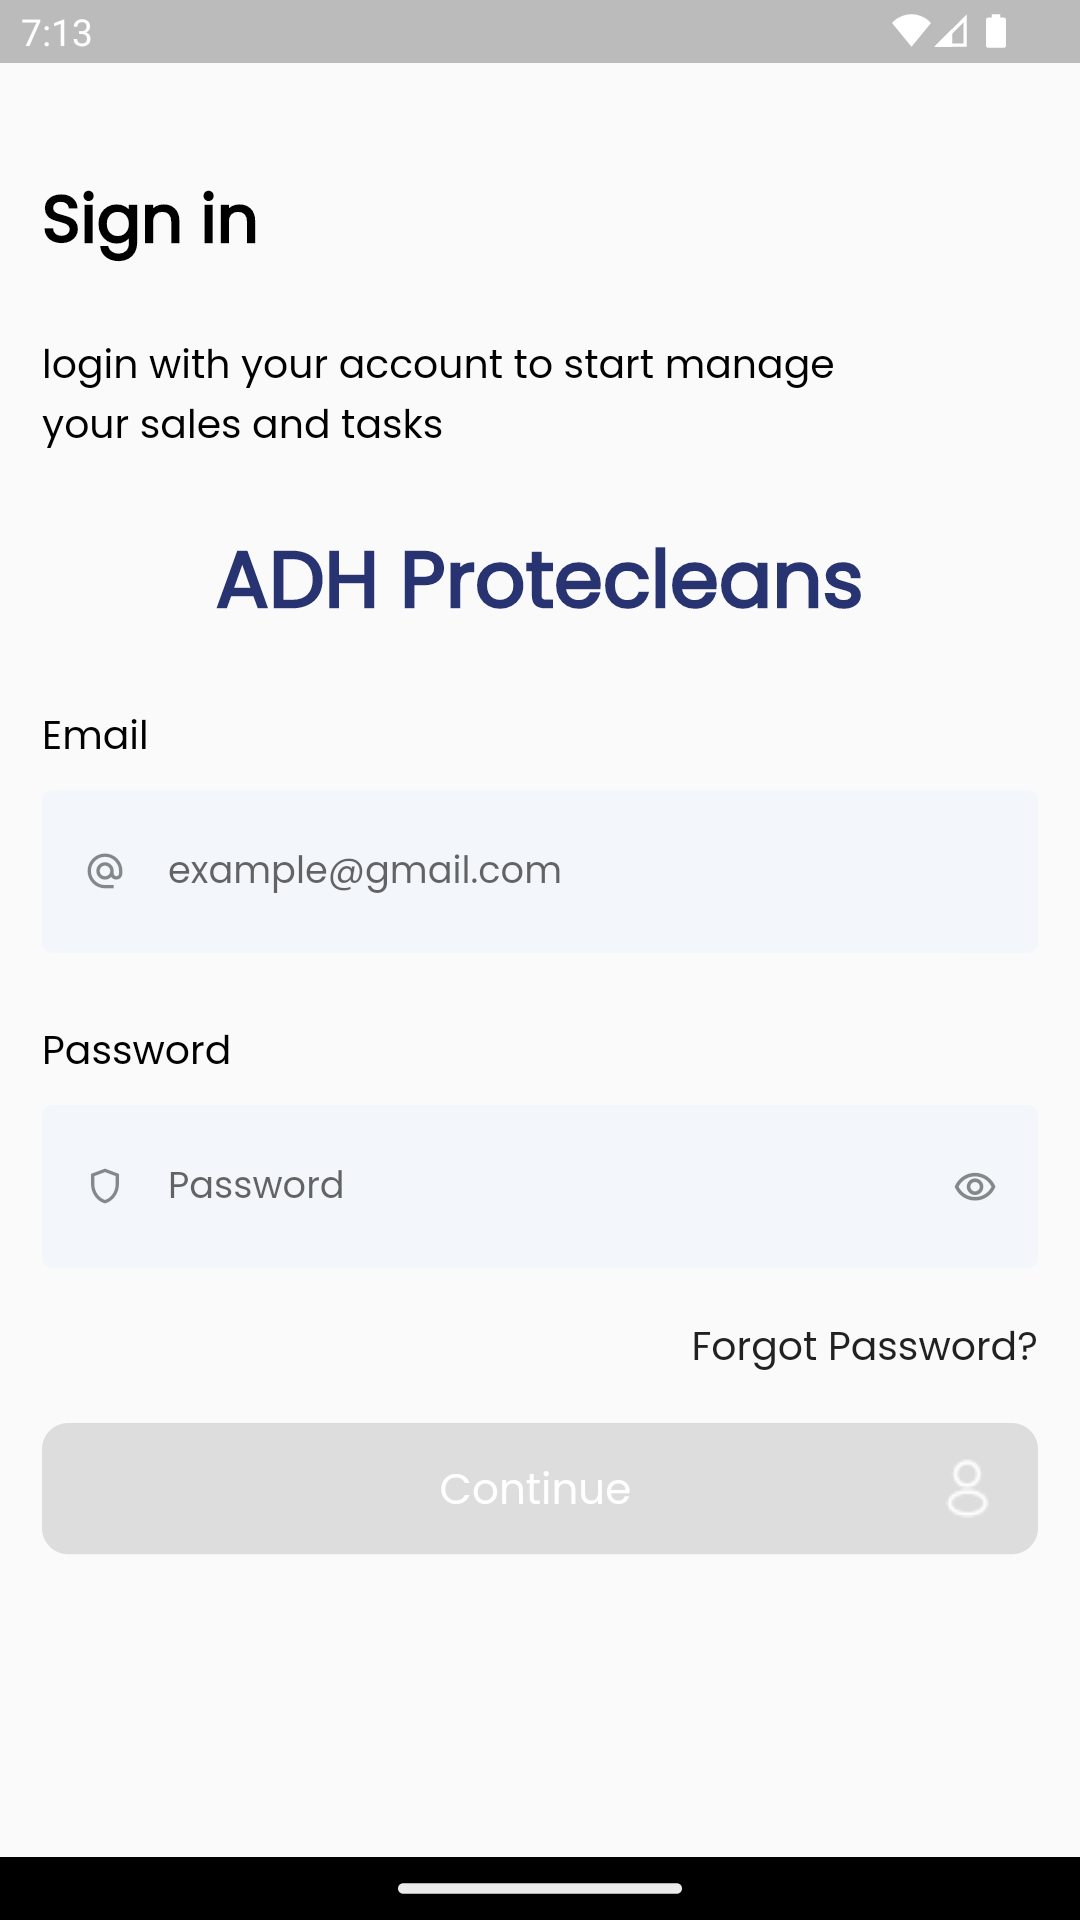 7:13
Sign in
login with your account to start manage
your sales and tasks
ADH Protecleans
Email
example@gmail.com
Password
Password
Forgot Password?
Continue